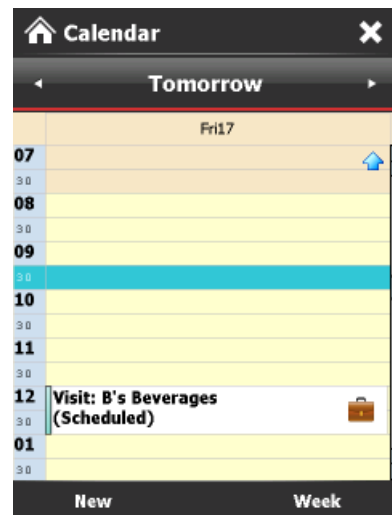 Calendar
Tomorrow
Fri17
07
30
08
30
09
30
10
30
11
30
12 Visit: B's Beverages
30 (Scheduled)
01
30
New Week